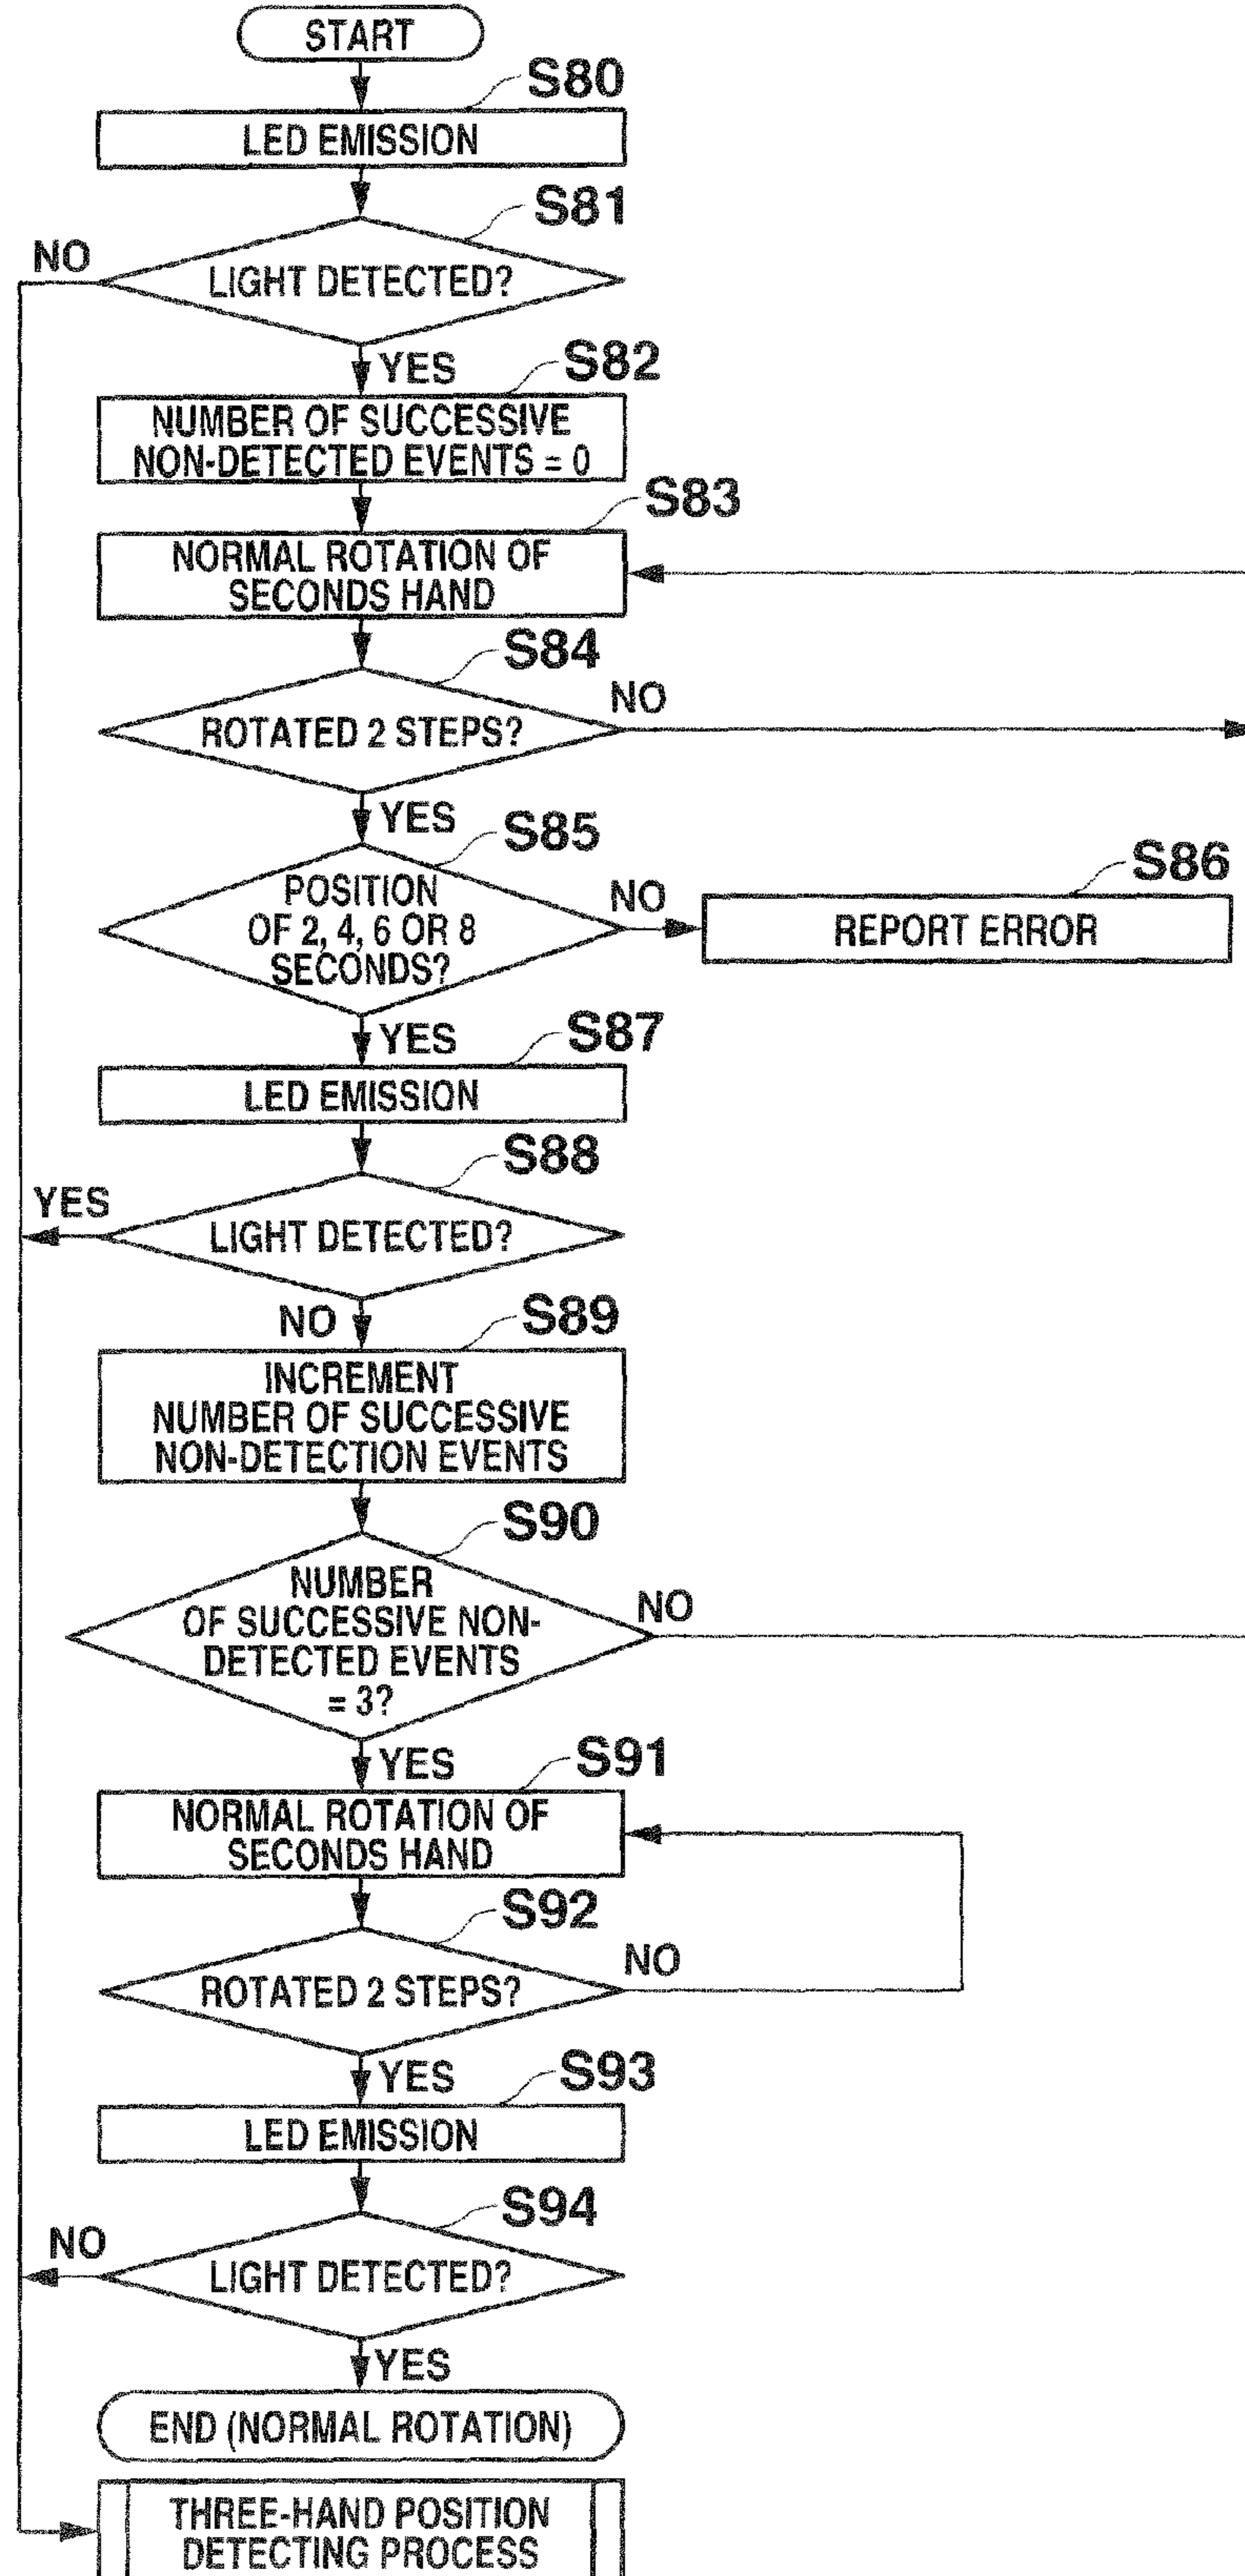 START
S80
LED EMISSION
S81
NO
LIGHT DETECTED?
YES
S82
NUMBER OF SUCCESSIVE
NON-DETECTED EVENTS = 0
S83
NORMAL ROTATION OF
SECONDS HAND
S84
NO
ROTATED 2 STEPS?
YES
S85
POSITION
OF 2, 4, 6 OR 8
SECONDS?
NO
S86
REPORT ERROR
YES
S87
LED EMISSION
S88
YES
LIGHT DETECTED?
NO
S89
INCREMENT
NUMBER OF SUCCESSIVE
NON-DETECTION EVENTS
S90
NUMBER
OF SUCCESSIVE NON-
DETECTED EVENTS
= 3?
NO
YES
S91
NORMAL ROTATION OF
SECONDS HAND
S92
NO
ROTATED 2 STEPS?
YES
S93
LED EMISSION
S94
NO
LIGHT DETECTED?
YES
END (NORMAL ROTATION)
THREE-HAND POSITION
DETECTING PROCESS